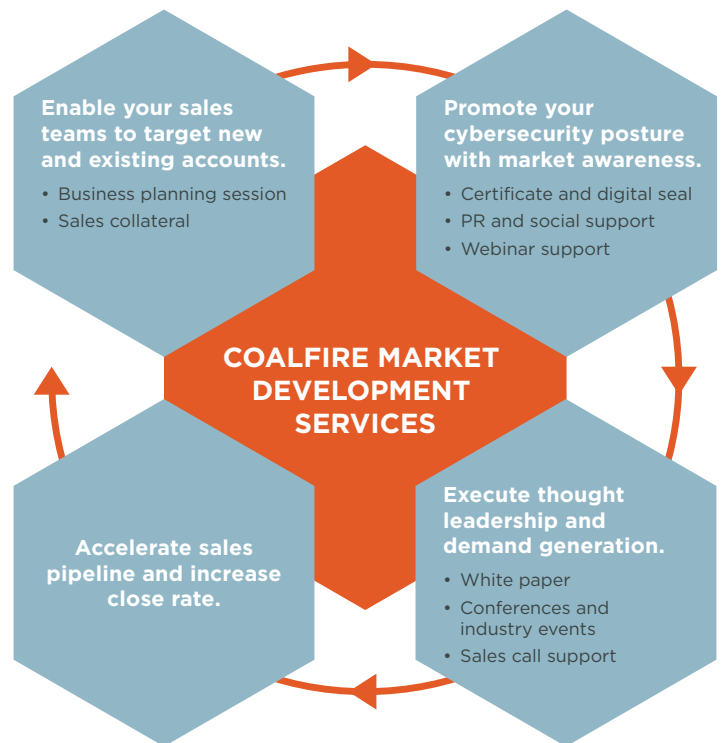 Enable your sales
teams to target new
and existing accounts.
• Business planning session
• Sales collateral
Promote your
cybersecurity posture
with market awareness.
• Certificate and digital seal
• PR and social support
• Webinar support
COALFIRE MARKET
DEVELOPMENT
SERVICES
Accelerate sales
pipeline and increase
close rate.
Execute thought
leadership and
demand generation.
• White paper
• Conferences and
industry events
• Sales call support